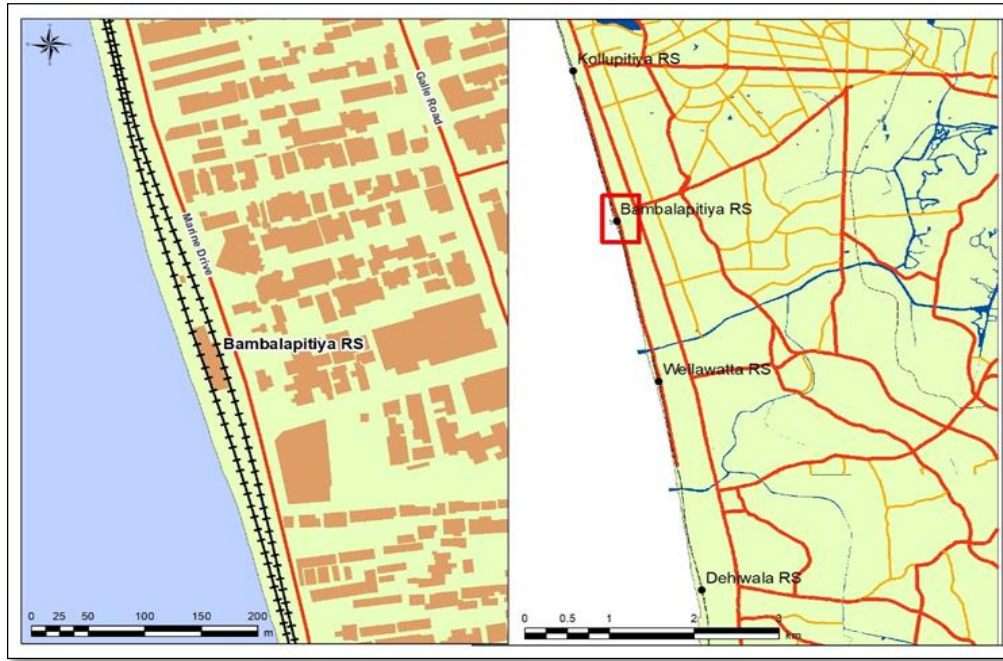 Galle Road
Marine Drive
Bambalapitiya RS
0 25 50 100 150 200
m
Kollupitiya RS
Bambalapitiya RS
Wellawatta RS
Dehiwala RS
0 0.5 1 2 3
km